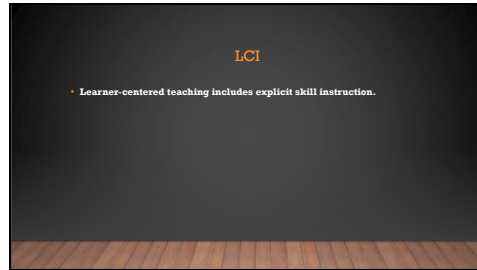 LCI
• Learner-centered teaching includes explicit skill instruction.